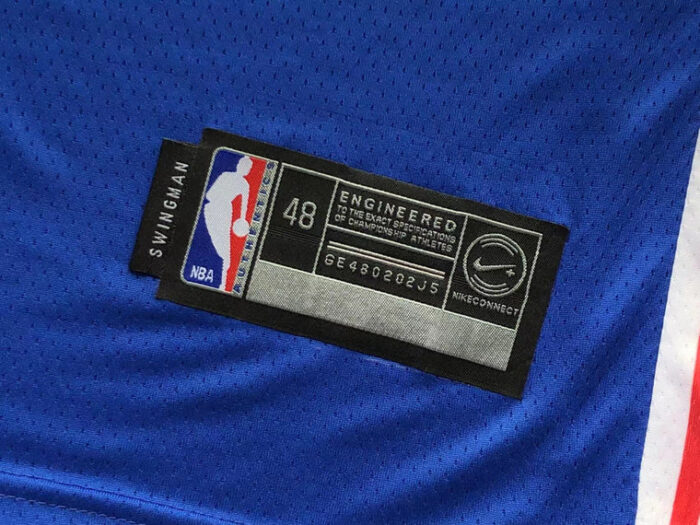 SWINGMAN
NBA
AUTHENTICS
48
ENGINEERED
TO THE EXACT SPECIFICATIONS
OF CHAMPIONSHIP ATHLETES
GE480202J5
NIKECONNECT